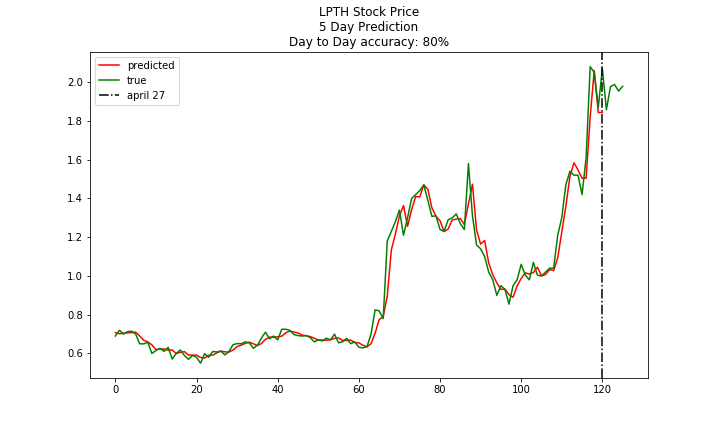 LPTH Stock Price
5 Day Prediction
Day to Day accuracy: 80%
predicted
true
april 27
2.0
1.8
1.6
1.4
1.2
1.0
0.8
0.6
0 20 40 60 80 100 120